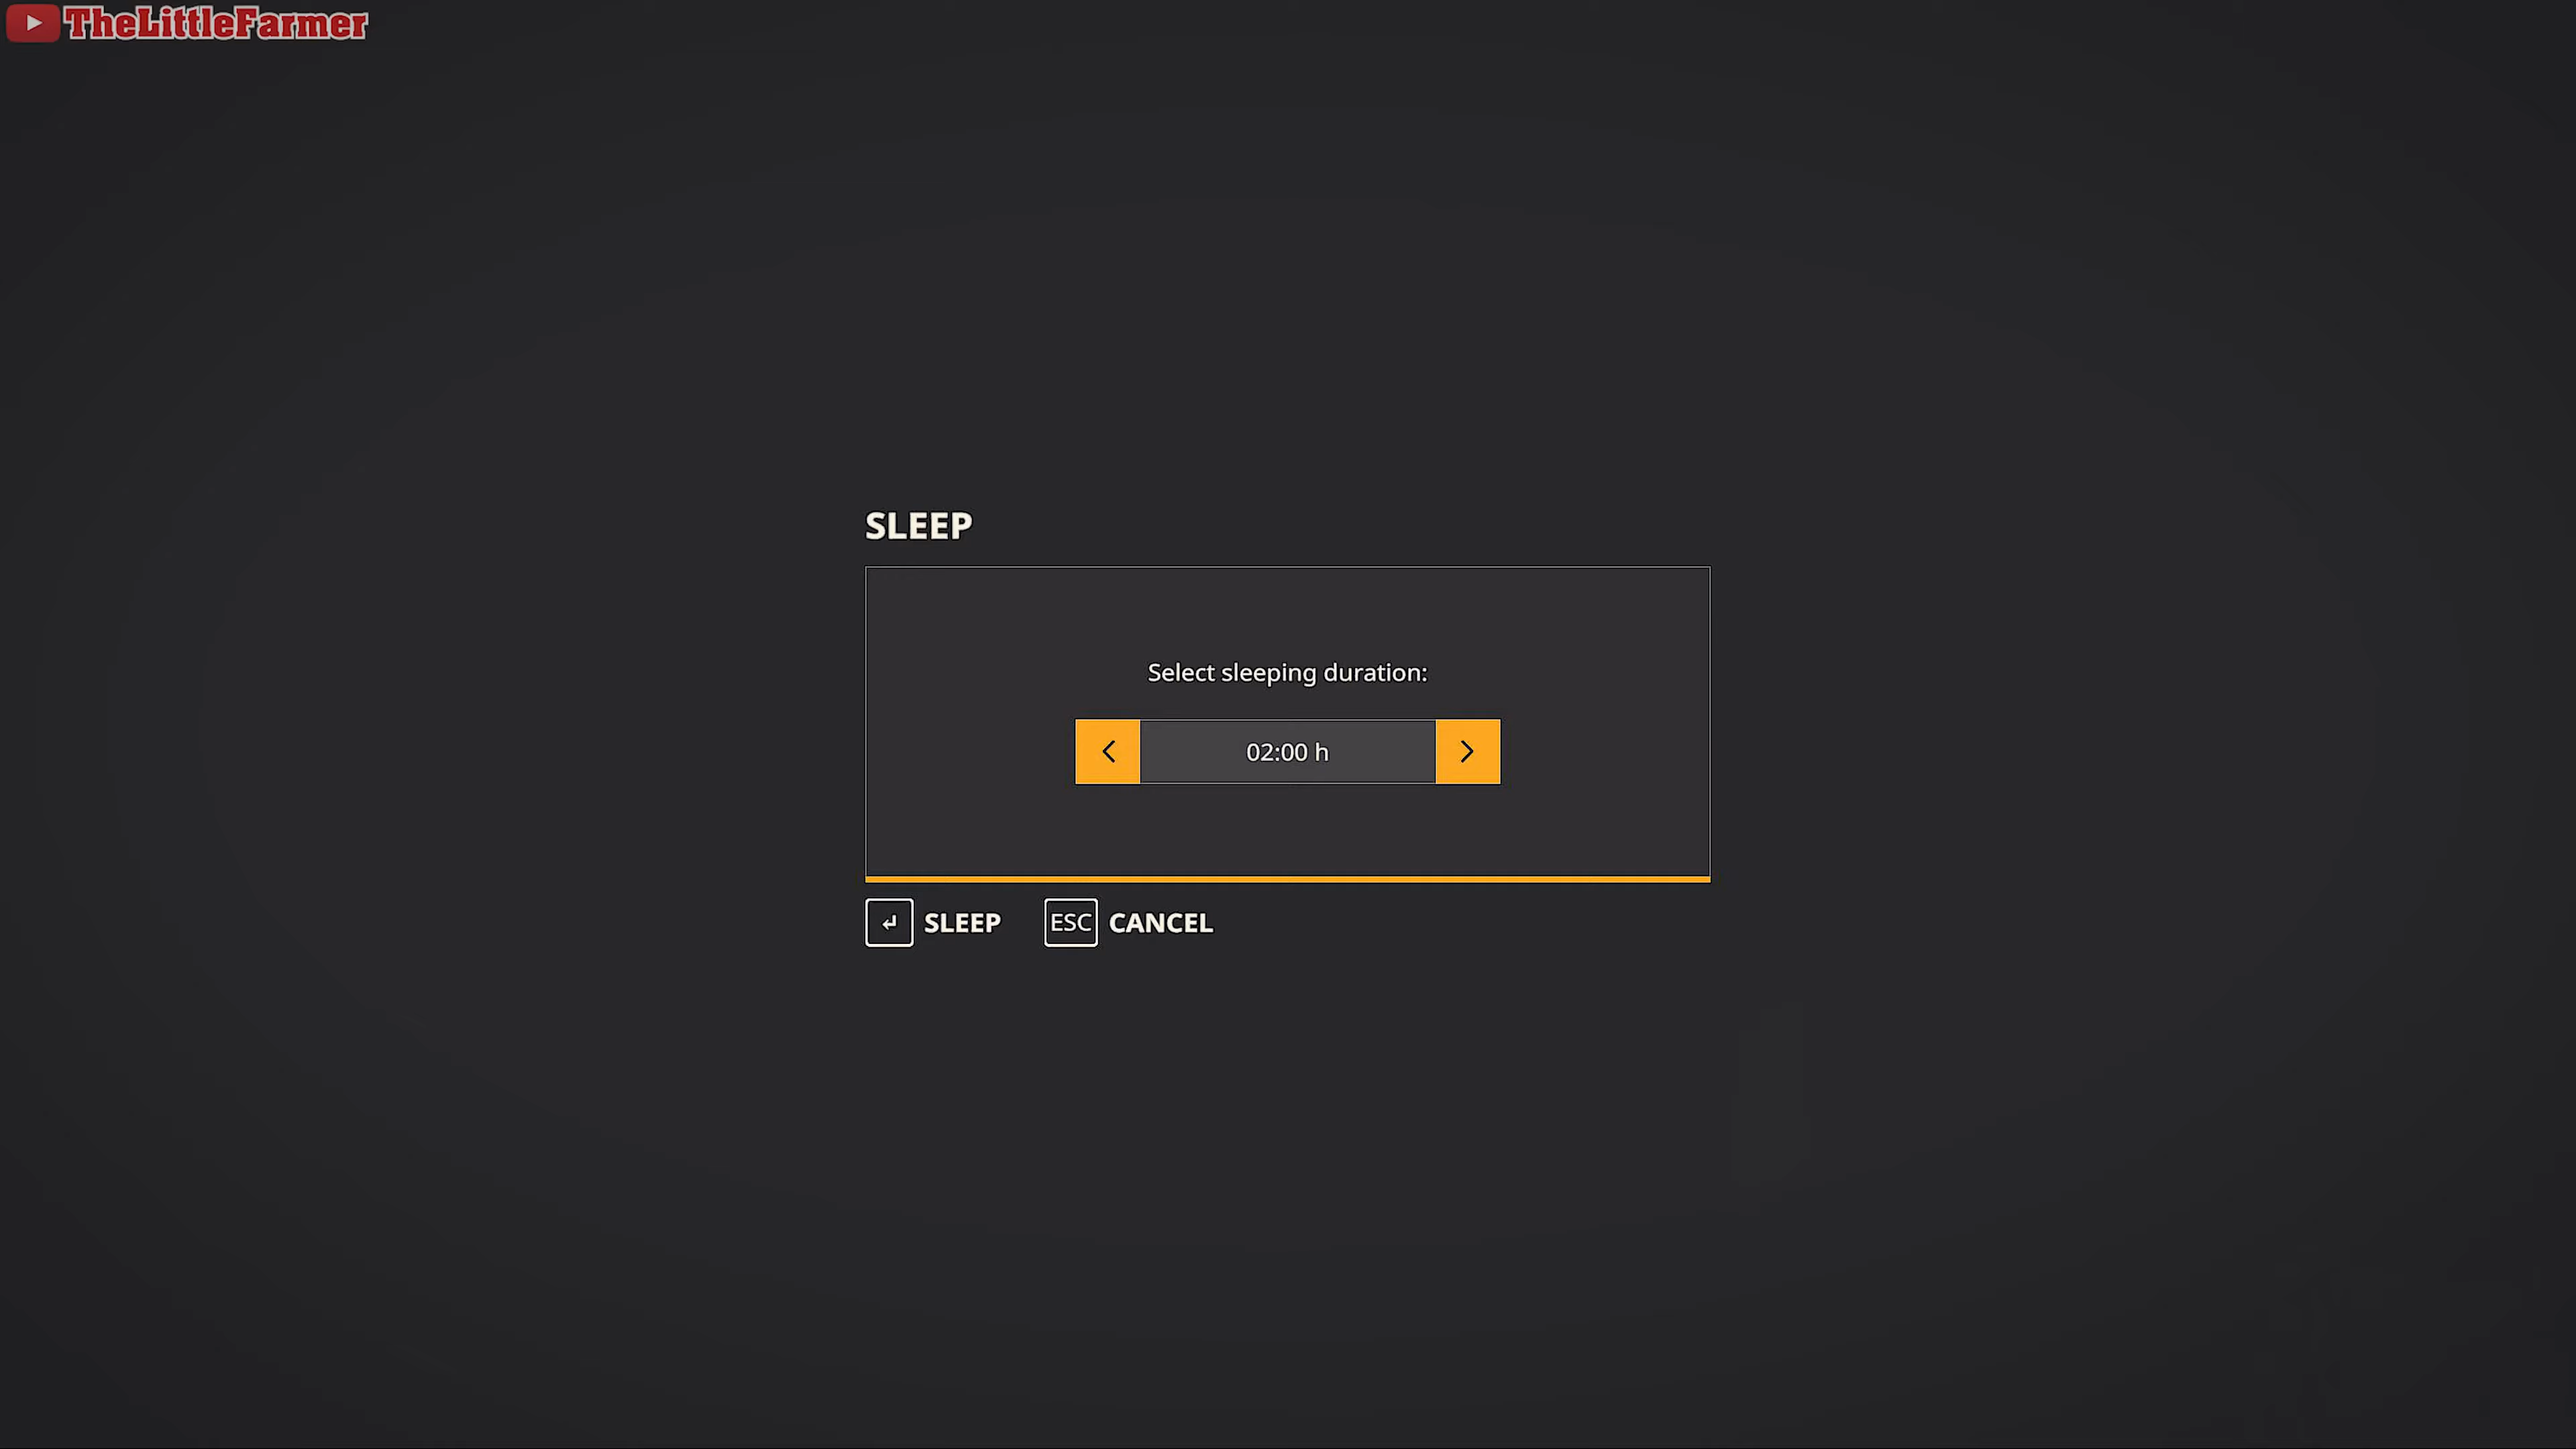 TheLittleFarmer
SLEEP
Select sleeping duration:
02:00 h
SLEEP
ESC CANCEL